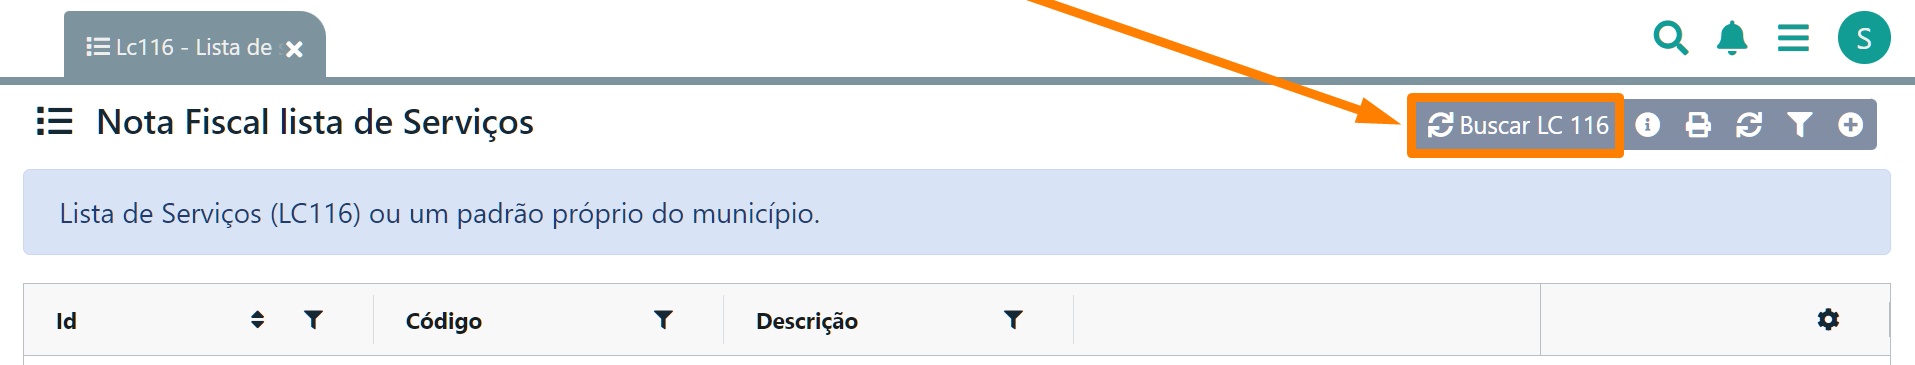 Lc116 - Lista de
S
Nota Fiscal lista de Serviços
Buscar LC 116
Lista de Serviços (LC116) ou um padrão próprio do município.
Id
Código
Descrição